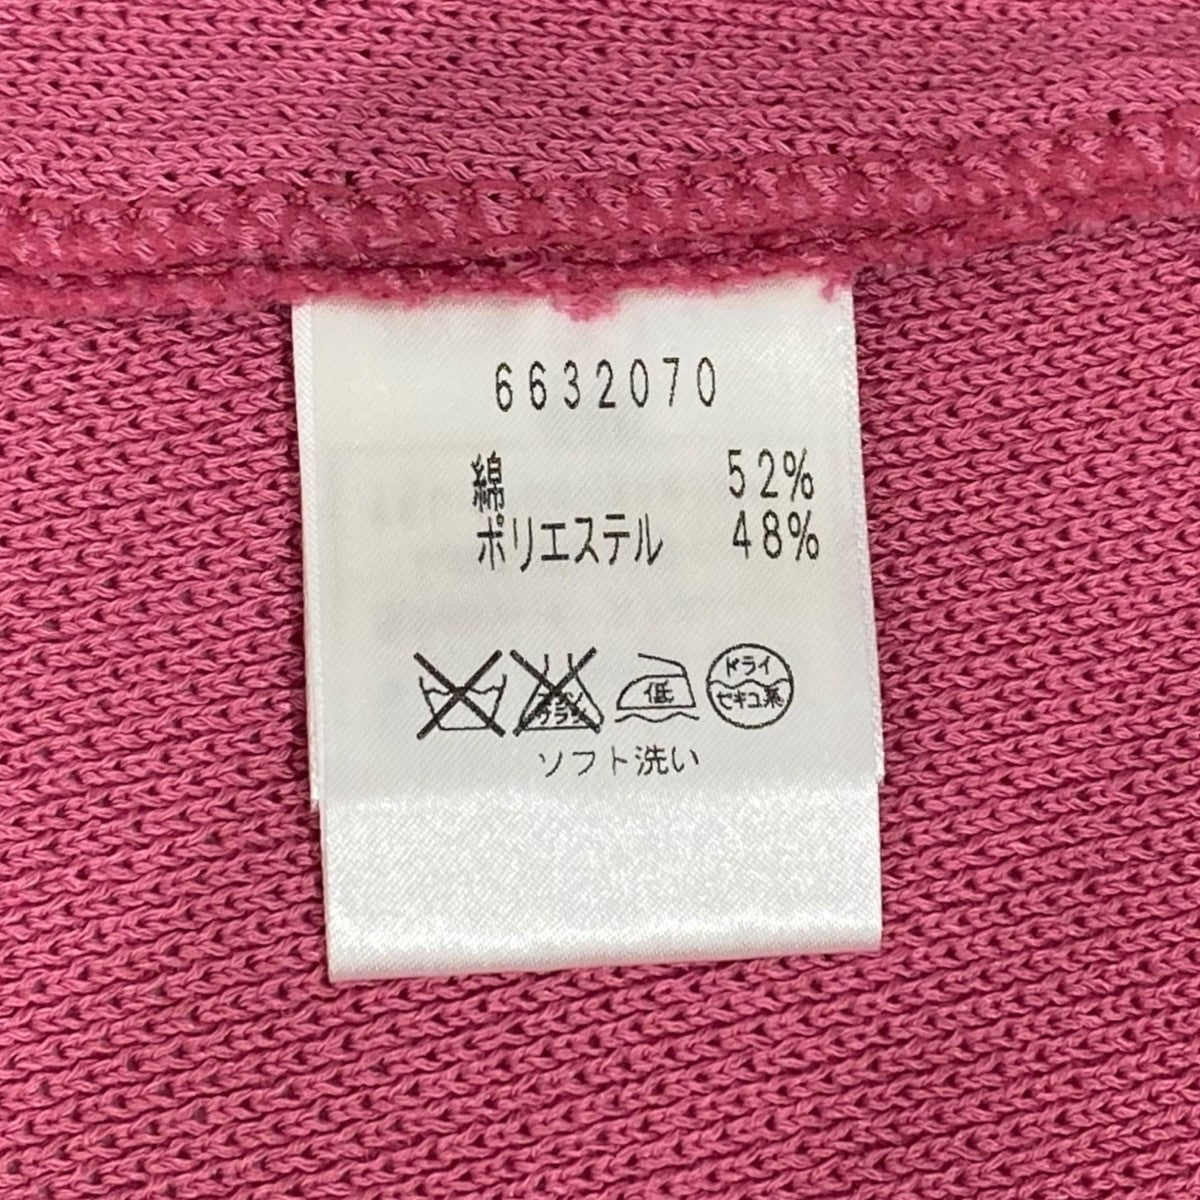 6632070
綿 52%
ポリエステル 48%
低 ドライ
セキユ系
ソフト洗い